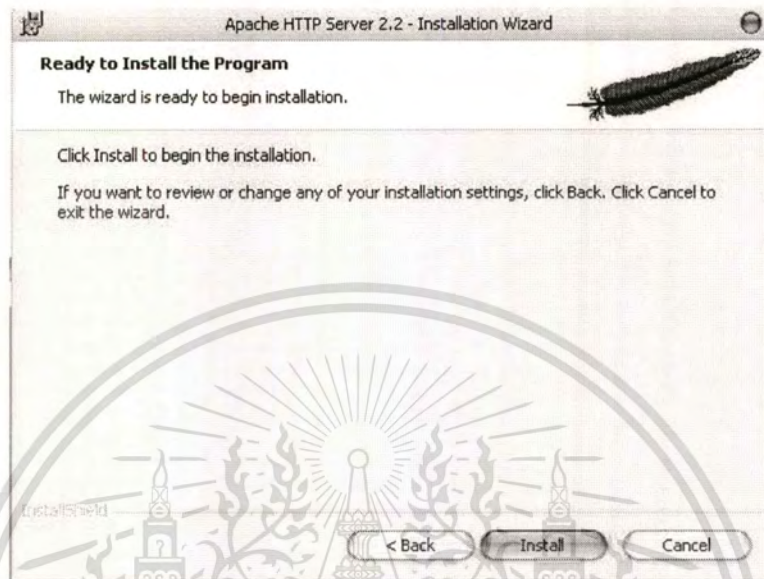 Apache HTTP Server 2.2 - Installation Wizard
Ready to Install the Program
The wizard is ready to begin installation.
Click Install to begin the installation.
If you want to review or change any of your installation settings, click Back. Click Cancel to
exit the wizard.
InstallShield
< Back
Install
Cancel